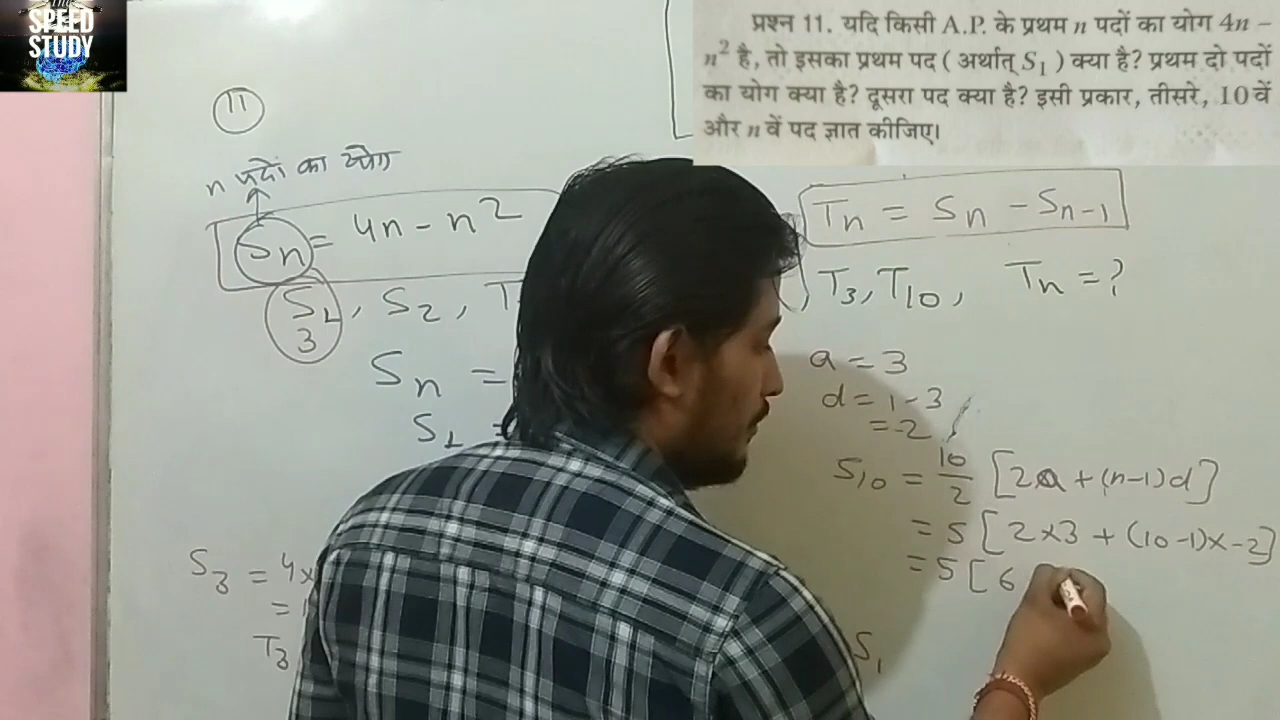 The
SPEED
STUDY
प्रश्न 11. यदि किसी A.P. के प्रथम n पदों का योग 4n –
n² है, तो इसका प्रथम पद ( अर्थात् S₁ ) क्या है? प्रथम दो पदों
का योग क्या है? दूसरा पद क्या है? इसी प्रकार, तीसरे, 10 वें
और n वें पद ज्ञात कीजिए।
11
n पदों का योग
Sn = 4n - n²
Tn = Sn - Sn-1
S1, S2, T
, T3, T10, Tn = ?
3
Sn =
S1 =
a = 3
d = 1 - 3
= -2
S10 = 10/2 [2a + (n-1)d]
= 5 [2×3 + (10-1)×-2]
= 5 [6
S3 = 4×
=
T3
S1